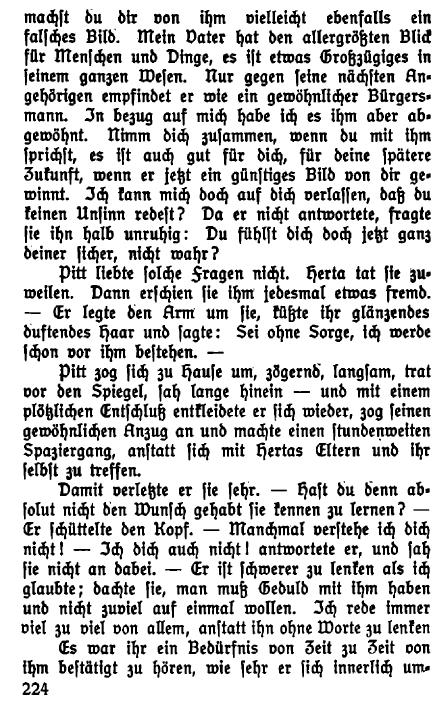 machst du dir von ihm vielleicht ebenfalls ein
falsches Bild. Mein Vater hat den allergrößten Blick
für Menschen und Dinge, es ist etwas Großzügiges in
seinem ganzen Wesen. Nur gegen seine nächsten An-
gehörigen empfindet er wie ein gewöhnlicher Bürgers-
mann. In bezug auf mich habe ich es ihm aber ab-
gewöhnt. Nimm dich zusammen, wenn du mit ihm
sprichst, es ist auch gut für dich, für deine spätere
Zukunft, wenn er jetzt ein günstiges Bild von dir ge-
winnt. Ich kann mich doch auf dich verlassen, daß du
keinen Unsinn redest? Da er nicht antwortete, fragte
sie ihn halb unruhig: Du fühlst dich doch jetzt ganz
deiner sicher, nicht wahr?
Pitt liebte solche Fragen nicht. Herta tat sie zu-
weilen. Dann erschien sie ihm jedesmal etwas fremd.
— Er legte den Arm um sie, küßte ihr glänzendes
duftendes Haar und sagte: Sei ohne Sorge, ich werde
schon vor ihm bestehen. —
Pitt zog sich zu Hause um, zögernd, langsam, trat
vor den Spiegel, sah lange hinein — und mit einem
plötzlichen Entschluß entkleidete er sich wieder, zog seinen
gewöhnlichen Anzug an und machte einen stundenweiten
Spaziergang, anstatt sich mit Hertas Eltern und ihr
selbst zu treffen.
Damit verletzte er sie sehr. — Hast du denn ab-
solut nicht den Wunsch gehabt sie kennen zu lernen? —
Er schüttelte den Kopf. — Manchmal verstehe ich dich
nicht! — Ich dich auch nicht! antwortete er, und sah
sie nicht an dabei. — Er ist schwerer zu lenken als ich
glaubte; dachte sie, man muß Geduld mit ihm haben
und nicht zuviel auf einmal wollen. Ich rede immer
viel zu viel von allem, anstatt ihn ohne Worte zu lenken
Es war ihr ein Bedürfnis von Zeit zu Zeit von
ihm bestätigt zu hören, wie sehr er sich innerlich um-
224